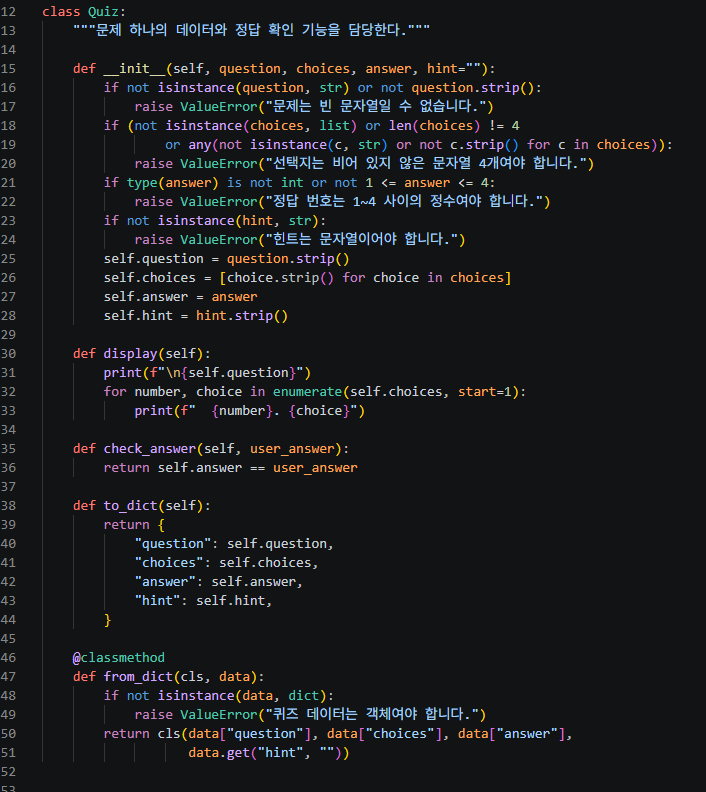 12 class Quiz:
13     """문제 하나의 데이터와 정답 확인 기능을 담당한다."""
14
15     def __init__(self, question, choices, answer, hint=""):
16         if not isinstance(question, str) or not question.strip():
17             raise ValueError("문제는 빈 문자열일 수 없습니다.")
18         if (not isinstance(choices, list) or len(choices) != 4
19                 or any(not isinstance(c, str) or not c.strip() for c in choices)):
20             raise ValueError("선택지는 비어 있지 않은 문자열 4개여야 합니다.")
21         if type(answer) is not int or not 1 <= answer <= 4:
22             raise ValueError("정답 번호는 1~4 사이의 정수여야 합니다.")
23         if not isinstance(hint, str):
24             raise ValueError("힌트는 문자열이어야 합니다.")
25         self.question = question.strip()
26         self.choices = [choice.strip() for choice in choices]
27         self.answer = answer
28         self.hint = hint.strip()
29
30     def display(self):
31         print(f"\n{self.question}")
32         for number, choice in enumerate(self.choices, start=1):
33             print(f"  {number}. {choice}")
34
35     def check_answer(self, user_answer):
36         return self.answer == user_answer
37
38     def to_dict(self):
39         return {
40             "question": self.question,
41             "choices": self.choices,
42             "answer": self.answer,
43             "hint": self.hint,
44         }
45
46     @classmethod
47     def from_dict(cls, data):
48         if not isinstance(data, dict):
49             raise ValueError("퀴즈 데이터는 객체여야 합니다.")
50         return cls(data["question"], data["choices"], data["answer"],
51                    data.get("hint", ""))
52
53